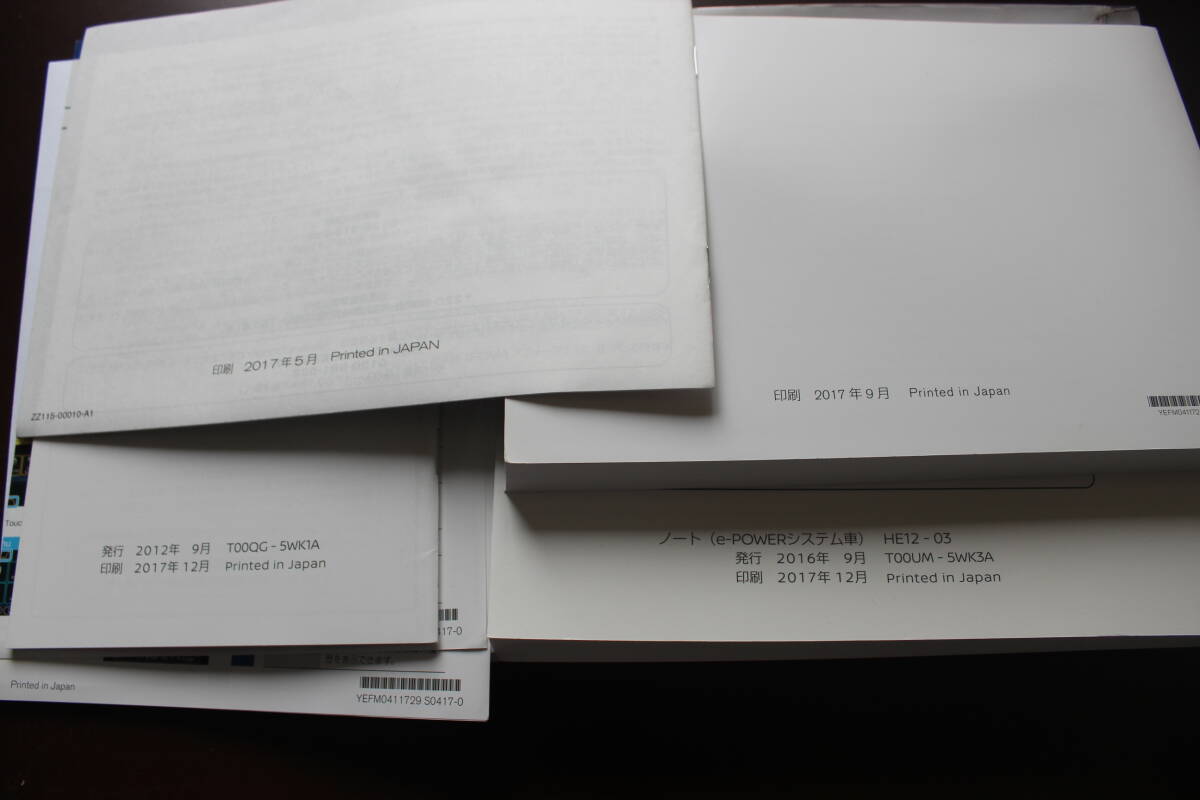 印刷 2017年5月 Printed in JAPAN
ZZ115-00010-A1
印刷 2017年9月 Printed in Japan
YEFM041172
Touc
発行 2012年 9月 T00QG-5WK1A
印刷 2017年12月 Printed in Japan
ノート（e-POWERシステム車） HE12-03
発行 2016年 9月 T00UM-5WK3A
印刷 2017年12月 Printed in Japan
417-0
Printed in Japan
YEFM0411729 S0417-0